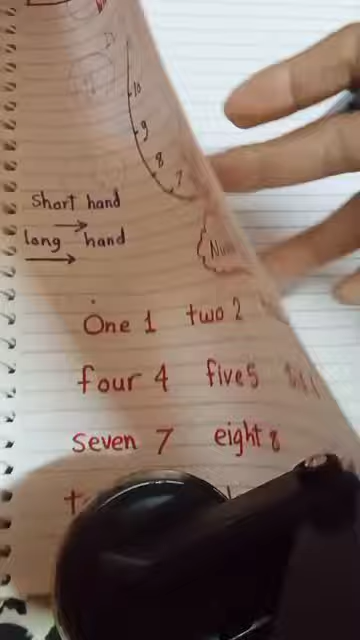 10
9
8
7
short hand
long hand
One 1 two 2
four 4 five 5
seven 7 eight 8